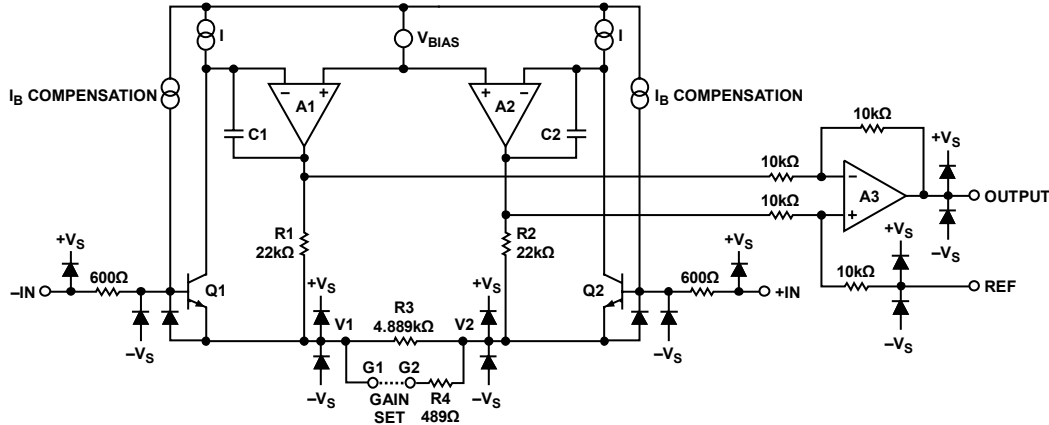 I
V_BIAS
I
I_B COMPENSATION
− + + −
A1
A2
I_B COMPENSATION
C1
C2
10kΩ
+V_S
10kΩ
−
10kΩ
A3
OUTPUT
+
−V_S
R1
22kΩ
R2
22kΩ
+V_S
+V_S
+V_S
10kΩ
−IN
600Ω
Q1
Q2
600Ω
+IN
REF
+V_S
R3
4.889kΩ
+V_S
−V_S
V1
V2
−V_S
−V_S
G1
G2
R4
489Ω
−V_S
GAIN
SET
−V_S